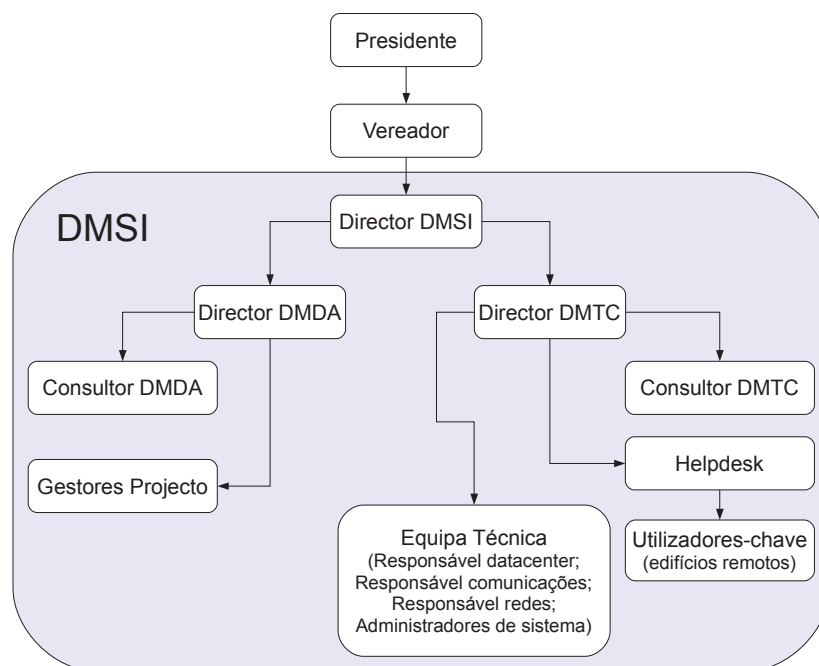 Presidente
Vereador
DMSI
Director DMSI
Director DMDA
Director DMTC
Consultor DMDA
Consultor DMTC
Gestores Projecto
Helpdesk
Equipa Técnica
(Responsável datacenter;
Responsável comunicações;
Responsável redes;
Administradores de sistema)
Utilizadores-chave
(edifícios remotos)